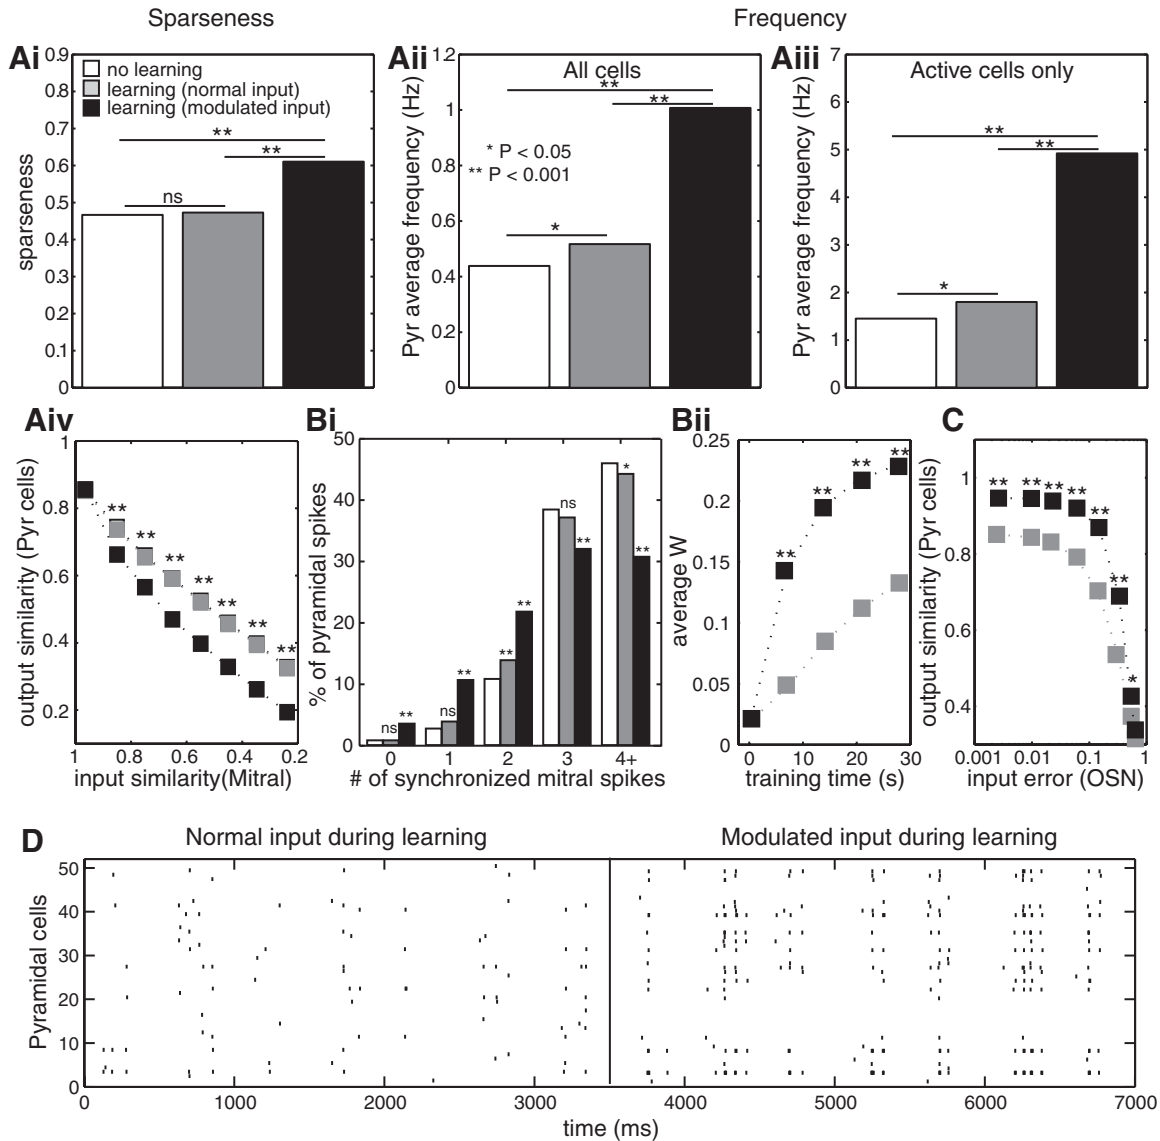 Sparseness
Frequency
Ai
sparseness
0.9
0.8
0.7
0.6
0.5
0.4
0.3
0.2
0.1
0
no learning
learning (normal input)
learning (modulated input)
**
**
ns
Aii
Pyr average frequency (Hz)
1.2
1
0.8
0.6
0.4
0.2
0
All cells
**
**
* P < 0.05
** P < 0.001
*
Aiii
Pyr average frequency (Hz)
7
6
5
4
3
2
1
0
Active cells only
**
**
*
Aiv
output similarity (Pyr cells)
1
0.8
0.6
0.4
0.2
** ** ** ** ** ** **
1 0.8 0.6 0.4 0.2
input similarity(Mitral)
Bi
% of pyramidal spikes
50
40
30
20
10
0
ns ** ns ** ** ** ns ** * **
0 1 2 3 4+
# of synchronized mitral spikes
Bii
average W
0.25
0.2
0.15
0.1
0.05
0
** ** ** **
0 10 20 30
training time (s)
C
output similarity (Pyr cells)
1
0.8
0.6
0.4
** ** ** ** ** ** *
0.001 0.01 0.1 1
input error (OSN)
D
Normal input during learning
Modulated input during learning
Pyramidal cells
50
40
30
20
10
0
0 1000 2000 3000 4000 5000 6000 7000
time (ms)